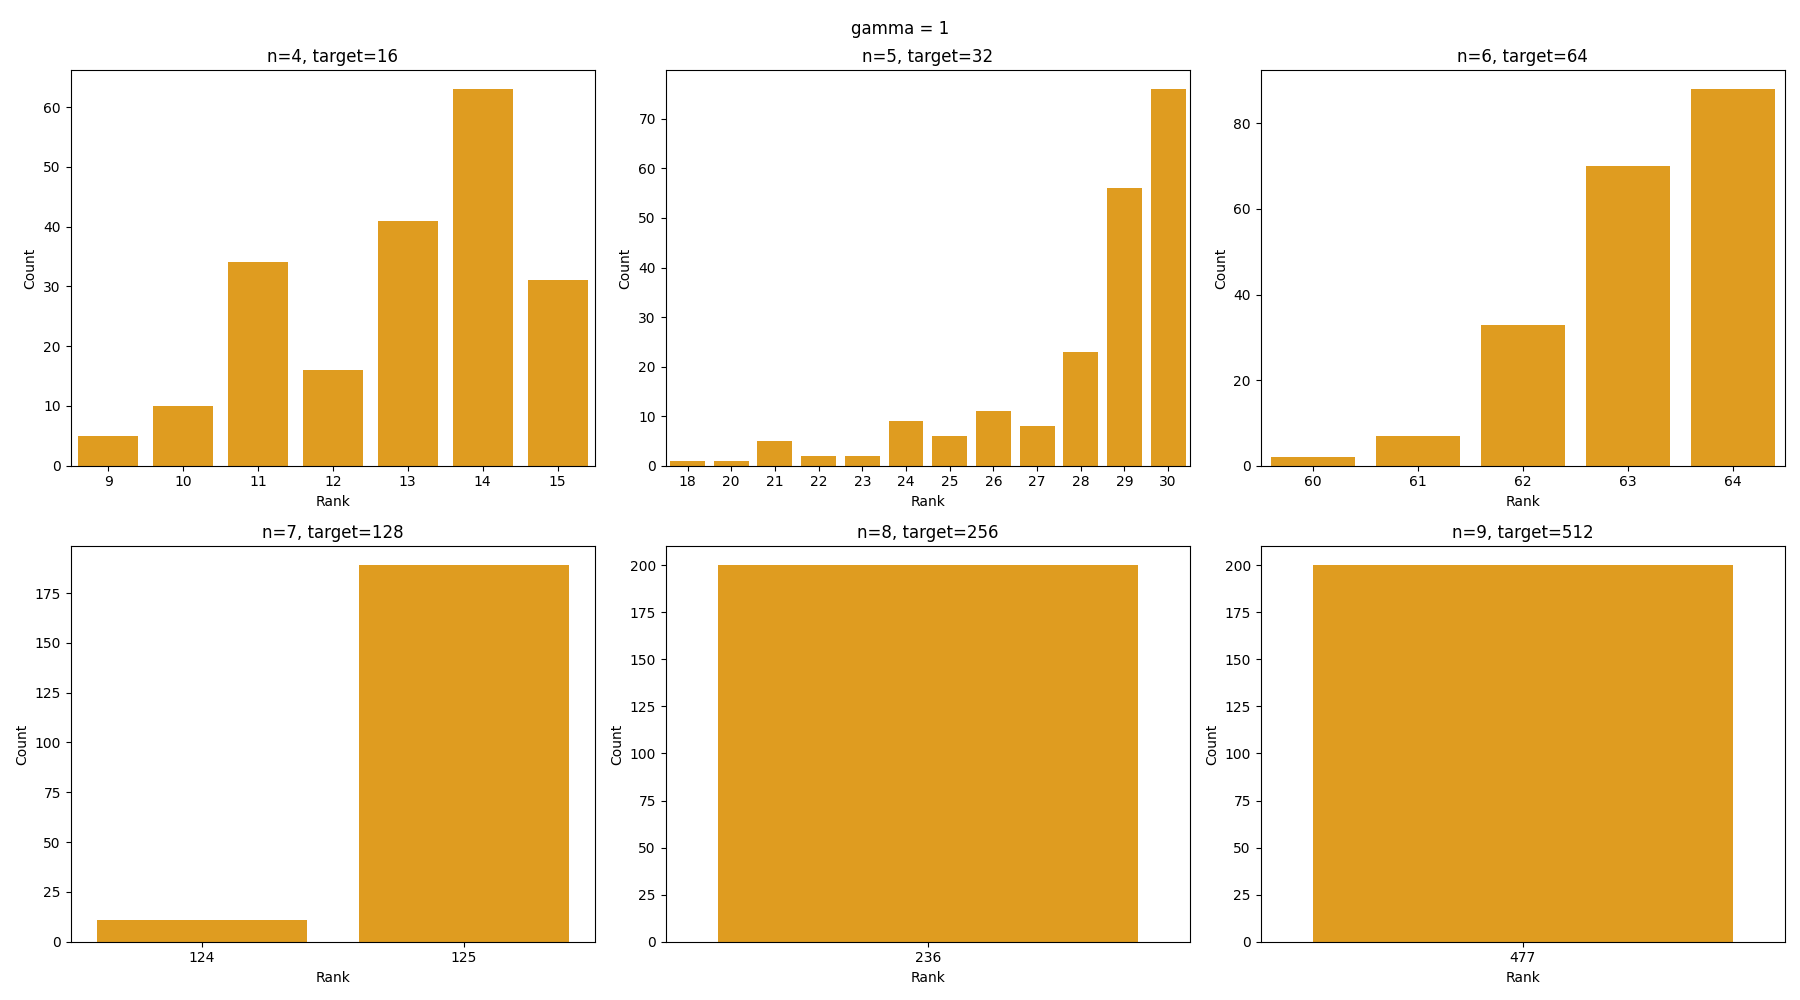 gamma = 1
n=4, target=16
n=5, target=32
n=6, target=64
60
50
40
30
20
10
0
Count
9 10 11 12 13 14 15
Rank
70
60
50
40
30
20
10
0
Count
18 20 21 22 23 24 25 26 27 28 29 30
Rank
80
60
40
20
0
Count
60 61 62 63 64
Rank
n=7, target=128
n=8, target=256
n=9, target=512
175
150
125
100
75
50
25
0
Count
124 125
Rank
200
175
150
125
100
75
50
25
0
Count
236
Rank
200
175
150
125
100
75
50
25
0
Count
477
Rank